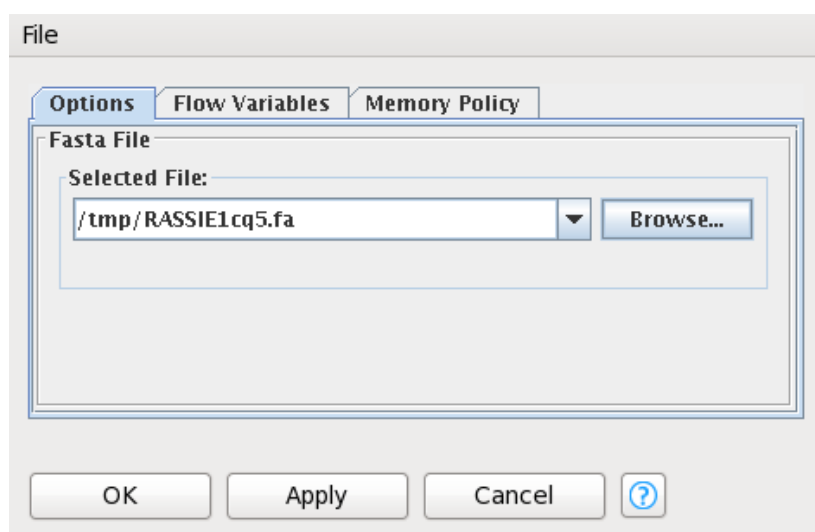 File
Options Flow Variables Memory Policy
Fasta File
Selected File:
/tmp/RASSIE1cq5.fa Browse...
OK Apply Cancel ?